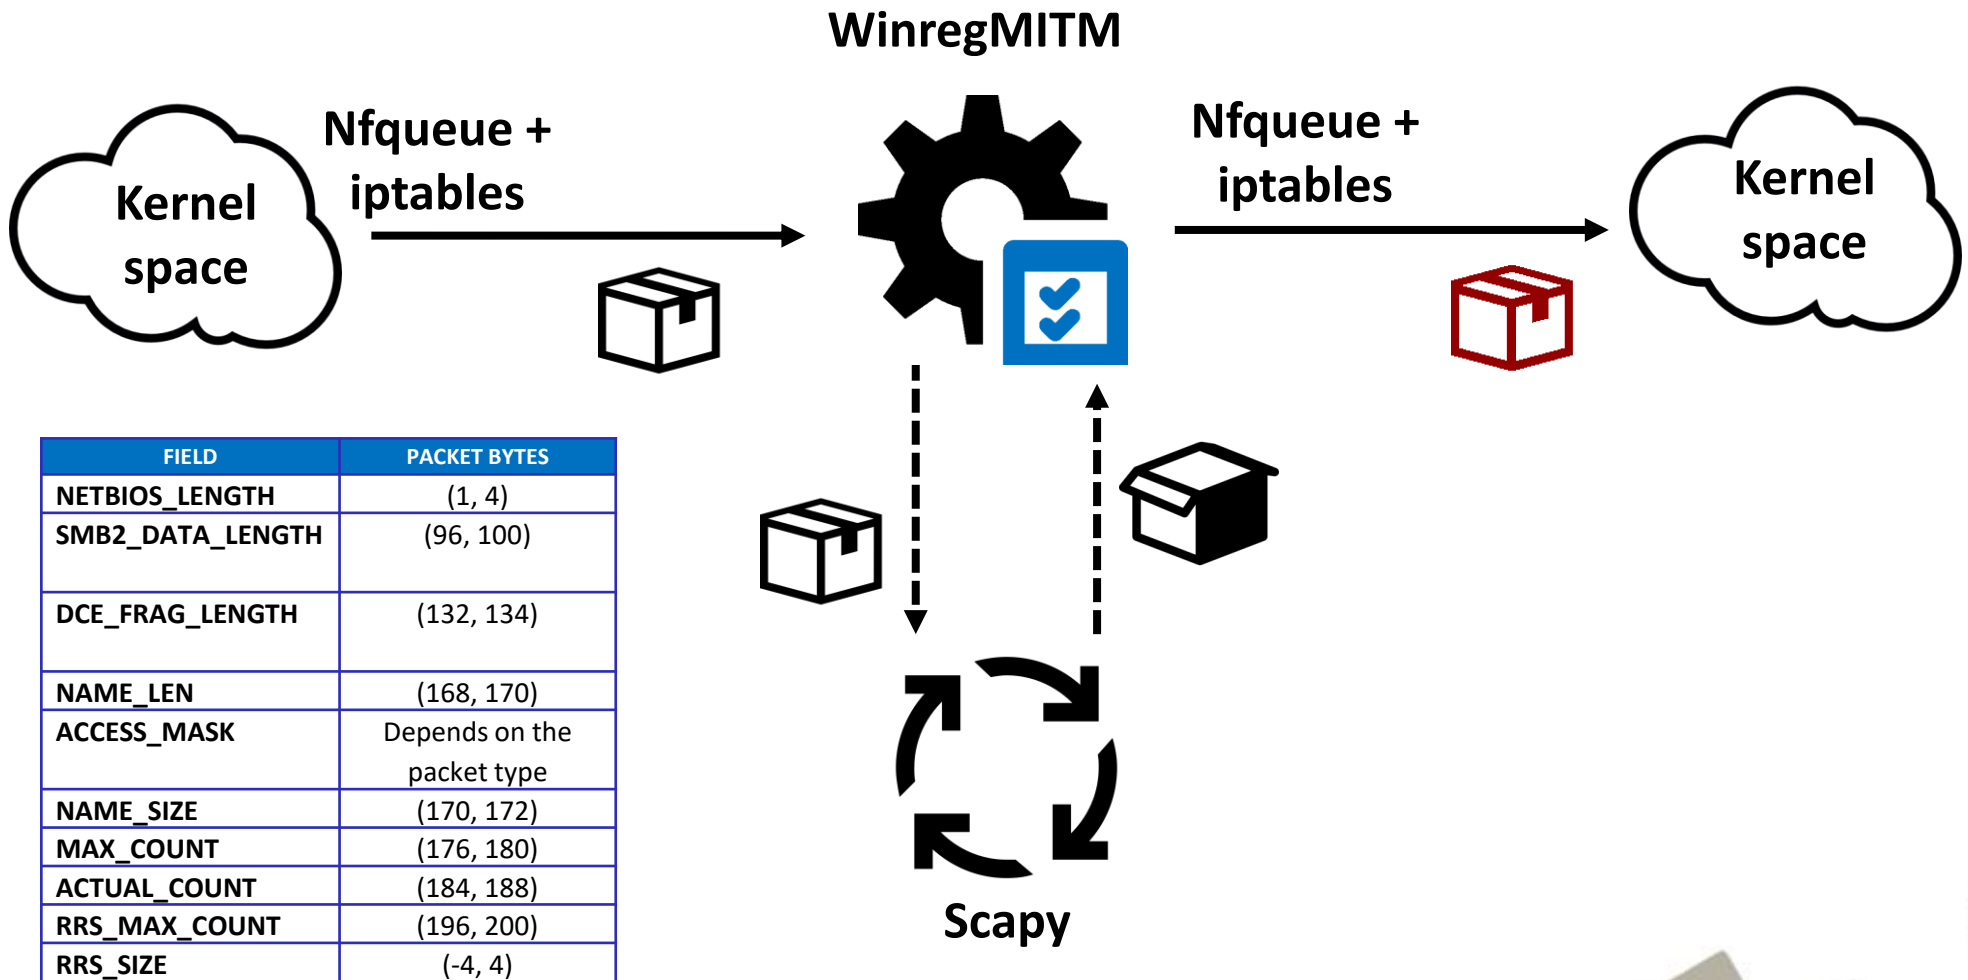 WinregMITM
Nfqueue +
iptables
Nfqueue +
iptables
Kernel
space
Kernel
space
FIELD PACKET BYTES
NETBIOS_LENGTH (1, 4)
SMB2_DATA_LENGTH (96, 100)
DCE_FRAG_LENGTH (132, 134)
NAME_LEN (168, 170)
ACCESS_MASK Depends on the
packet type
NAME_SIZE (170, 172)
MAX_COUNT (176, 180)
ACTUAL_COUNT (184, 188)
RRS_MAX_COUNT (196, 200)
RRS_SIZE (-4, 4)
Scapy